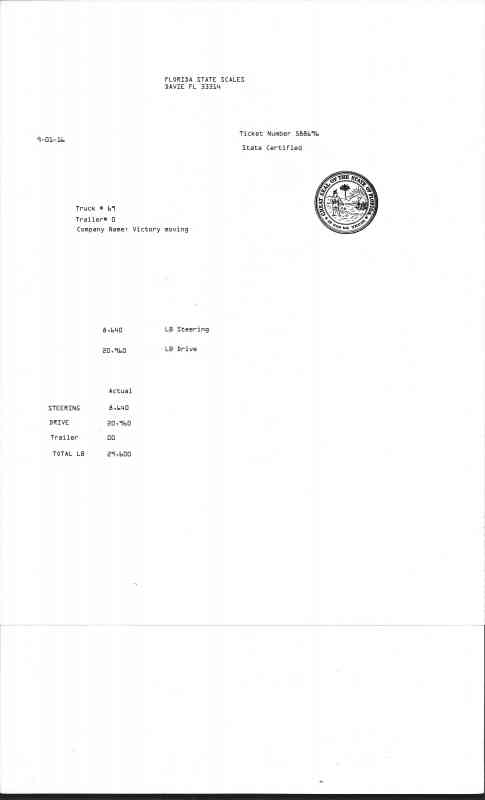 FLORIDA STATE SCALES
DAVIE FL 33314
Ticket Number 588696
9-01-16
State Certified
GREAT SEAL OF THE STATE OF FLORIDA
IN GOD WE TRUST
Truck # 69
Trailer# 0
Company Name: Victory moving
8.640 LB Steering
20.960 LB Drive
Actual
STEERING 8.640
DRIVE 20.960
Trailer 00
TOTAL LB 29.600